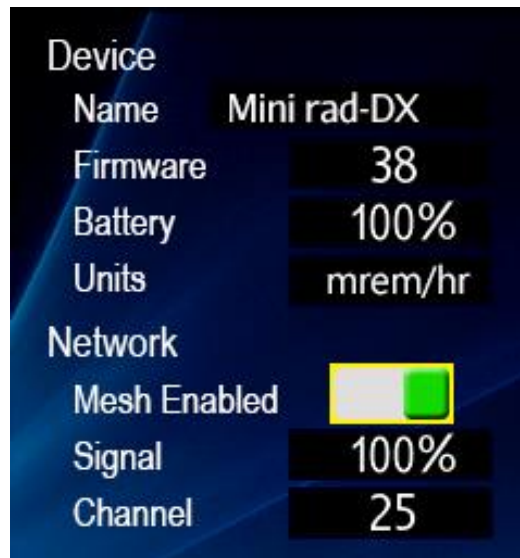 Device
Name Mini rad-DX
Firmware 38
Battery 100%
Units mrem/hr
Network
Mesh Enabled
Signal 100%
Channel 25